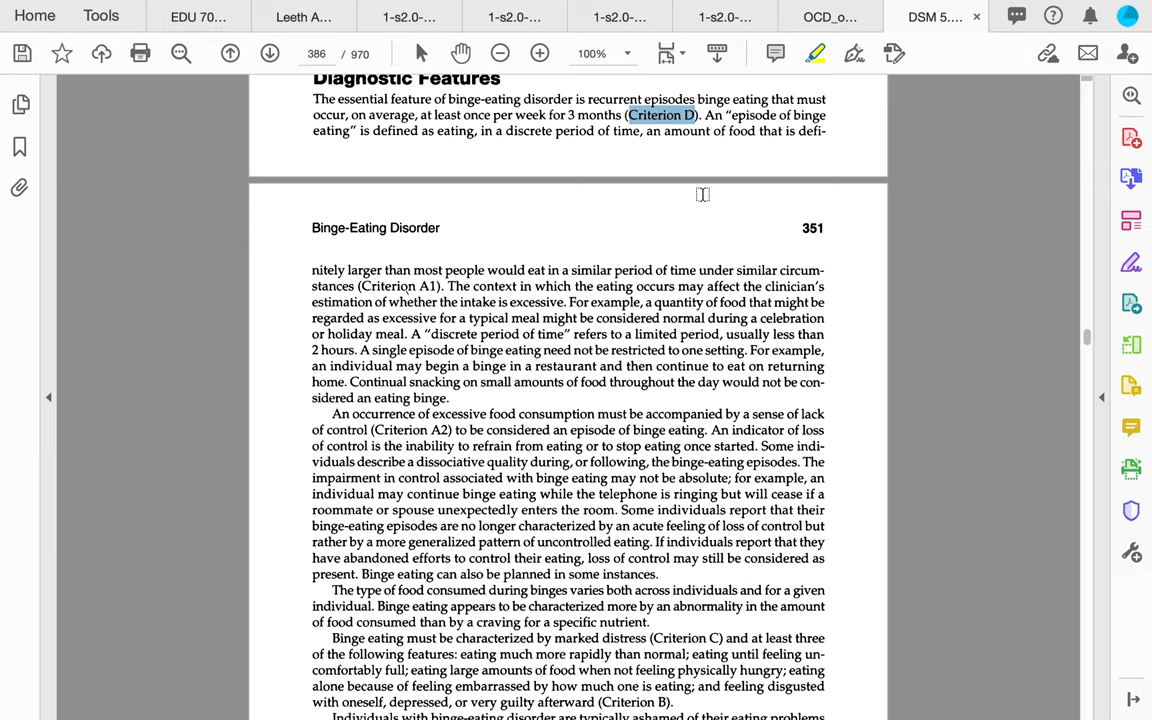 Home
Tools
EDU 70...
Leeth A...
1-s2.0-...
1-s2.0-...
1-s2.0-...
1-s2.0-...
OCD_o...
DSM 5....
386 / 970
100%
Diagnostic Features
The essential feature of binge-eating disorder is recurrent episodes binge eating that must
occur, on average, at least once per week for 3 months (Criterion D). An “episode of binge
eating” is defined as eating, in a discrete period of time, an amount of food that is defi-
Binge-Eating Disorder
351
nitely larger than most people would eat in a similar period of time under similar circum-
stances (Criterion A1). The context in which the eating occurs may affect the clinician’s
estimation of whether the intake is excessive. For example, a quantity of food that might be
regarded as excessive for a typical meal might be considered normal during a celebration
or holiday meal. A “discrete period of time” refers to a limited period, usually less than
2 hours. A single episode of binge eating need not be restricted to one setting. For example,
an individual may begin a binge in a restaurant and then continue to eat on returning
home. Continual snacking on small amounts of food throughout the day would not be con-
sidered an eating binge.
An occurrence of excessive food consumption must be accompanied by a sense of lack
of control (Criterion A2) to be considered an episode of binge eating. An indicator of loss
of control is the inability to refrain from eating or to stop eating once started. Some indi-
viduals describe a dissociative quality during, or following, the binge-eating episodes. The
impairment in control associated with binge eating may not be absolute; for example, an
individual may continue binge eating while the telephone is ringing but will cease if a
roommate or spouse unexpectedly enters the room. Some individuals report that their
binge-eating episodes are no longer characterized by an acute feeling of loss of control but
rather by a more generalized pattern of uncontrolled eating. If individuals report that they
have abandoned efforts to control their eating, loss of control may still be considered as
present. Binge eating can also be planned in some instances.
The type of food consumed during binges varies both across individuals and for a given
individual. Binge eating appears to be characterized more by an abnormality in the amount
of food consumed than by a craving for a specific nutrient.
Binge eating must be characterized by marked distress (Criterion C) and at least three
of the following features: eating much more rapidly than normal; eating until feeling un-
comfortably full; eating large amounts of food when not feeling physically hungry; eating
alone because of feeling embarrassed by how much one is eating; and feeling disgusted
with oneself, depressed, or very guilty afterward (Criterion B).
Individuals with binge-eating disorder are typically ashamed of their eating problems